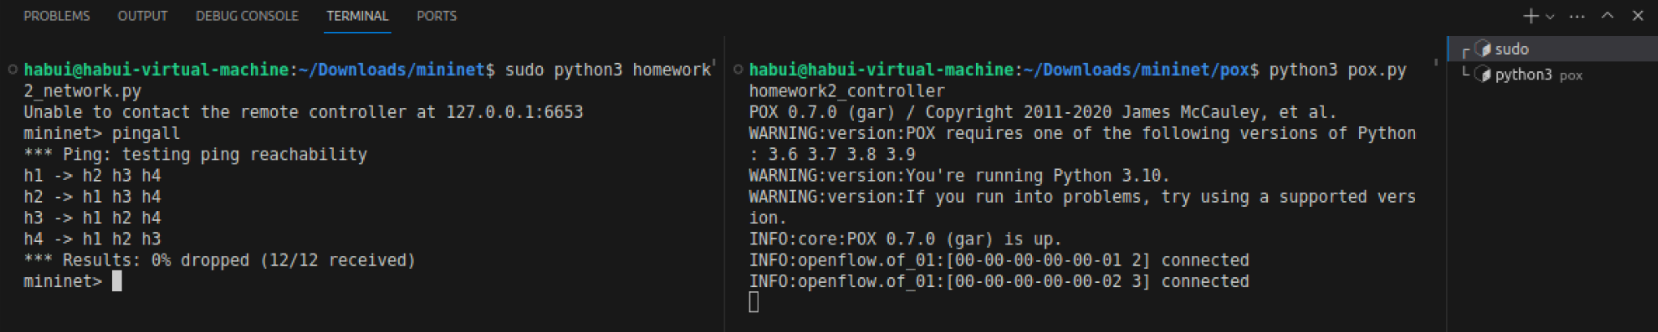 PROBLEMS OUTPUT DEBUG CONSOLE TERMINAL PORTS
habui@habui-virtual-machine:~/Downloads/mininet$ sudo python3 homework
2_network.py
Unable to contact the remote controller at 127.0.0.1:6653
mininet> pingall
*** Ping: testing ping reachability
h1 -> h2 h3 h4
h2 -> h1 h3 h4
h3 -> h1 h2 h4
h4 -> h1 h2 h3
*** Results: 0% dropped (12/12 received)
mininet>
habui@habui-virtual-machine:~/Downloads/mininet/pox$ python3 pox.py
homework2_controller
POX 0.7.0 (gar) / Copyright 2011-2020 James McCauley, et al.
WARNING:version:POX requires one of the following versions of Python
: 3.6 3.7 3.8 3.9
WARNING:version:You're running Python 3.10.
WARNING:version:If you run into problems, try using a supported vers
ion.
INFO:core:POX 0.7.0 (gar) is up.
INFO:openflow.of_01:[00-00-00-00-00-01 2] connected
INFO:openflow.of_01:[00-00-00-00-00-02 3] connected
sudo
python3 pox